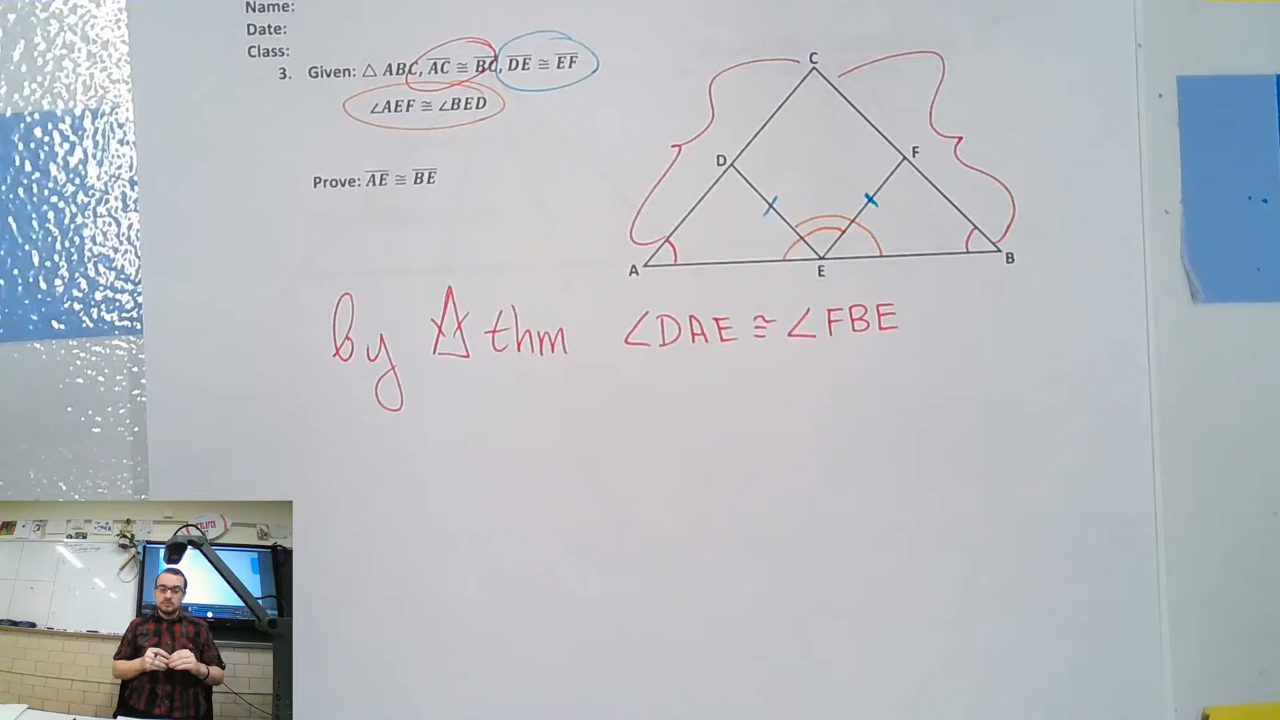 Name:
Date:
Class:
3. Given: △ ABC, AC ≅ BC, DE ≅ EF
∠AEF ≅ ∠BED
Prove: AE ≅ BE
C
D
F
A
E
B
By △ thm ∠DAE ≅ ∠FBE